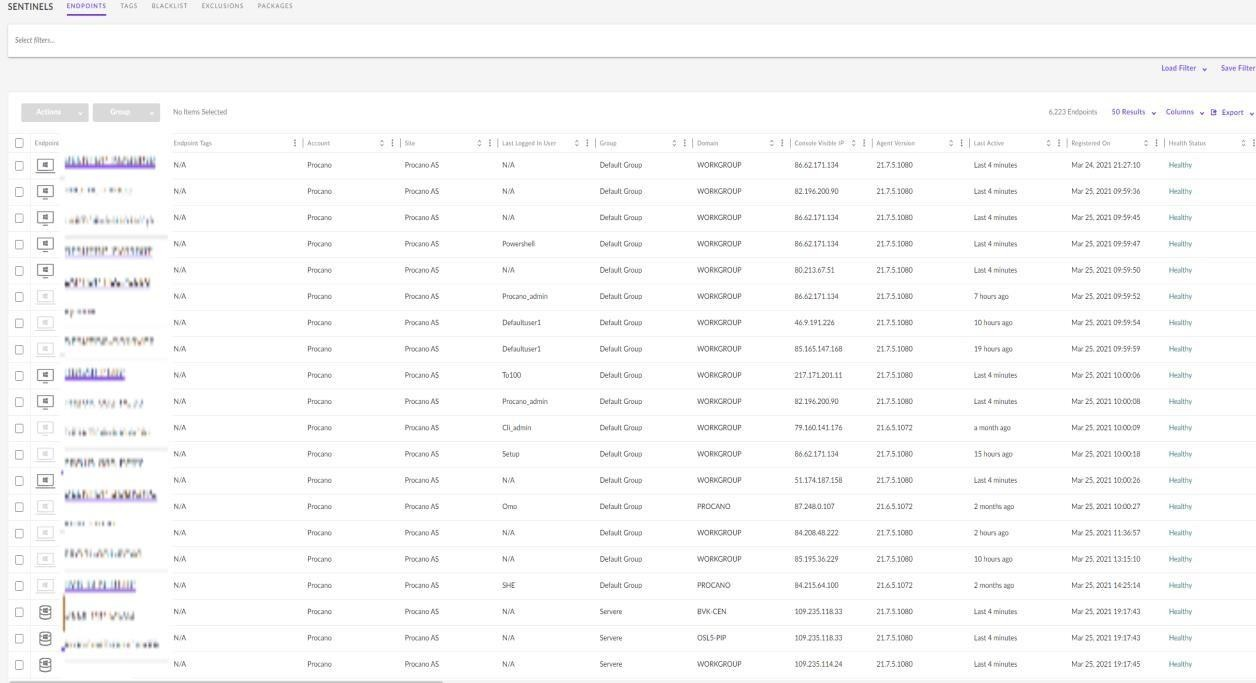 SENTINELS ENDPOINTS TAGS BLACKLIST EXCLUSIONS PACKAGES
Select filters...
Load Filter Save Filter
Actions Group No Items Selected 6,223 Endpoints 50 Results Columns Export
Endpoint Endpoint Tags Account Site Last Logged In User Group Domain Console Visible IP Agent Version Last Active Registered On Health Status
N/A Procano Procano AS N/A Default Group WORKGROUP 86.62.171.134 21.7.5.1080 Last 4 minutes Mar 24, 2021 21:27:10 Healthy
N/A Procano Procano AS N/A Default Group WORKGROUP 82.196.200.90 21.7.5.1080 Last 4 minutes Mar 25, 2021 09:59:36 Healthy
N/A Procano Procano AS N/A Default Group WORKGROUP 86.62.171.134 21.7.5.1080 Last 4 minutes Mar 25, 2021 09:59:45 Healthy
N/A Procano Procano AS Powershell Default Group WORKGROUP 86.62.171.134 21.7.5.1080 Last 4 minutes Mar 25, 2021 09:59:47 Healthy
N/A Procano Procano AS N/A Default Group WORKGROUP 80.213.67.51 21.7.5.1080 Last 4 minutes Mar 25, 2021 09:59:50 Healthy
N/A Procano Procano AS Procano_admin Default Group WORKGROUP 86.62.171.134 21.7.5.1080 7 hours ago Mar 25, 2021 09:59:52 Healthy
N/A Procano Procano AS Defaultuser1 Default Group WORKGROUP 46.9.191.226 21.7.5.1080 10 hours ago Mar 25, 2021 09:59:54 Healthy
N/A Procano Procano AS Defaultuser1 Default Group WORKGROUP 85.165.147.168 21.7.5.1080 19 hours ago Mar 25, 2021 09:59:59 Healthy
N/A Procano Procano AS To100 Default Group WORKGROUP 217.171.201.11 21.7.5.1080 Last 4 minutes Mar 25, 2021 10:00:06 Healthy
N/A Procano Procano AS Procano_admin Default Group WORKGROUP 82.196.200.90 21.7.5.1080 Last 4 minutes Mar 25, 2021 10:00:08 Healthy
N/A Procano Procano AS Cli_admin Default Group WORKGROUP 79.160.141.176 21.6.5.1072 a month ago Mar 25, 2021 10:00:09 Healthy
N/A Procano Procano AS Setup Default Group WORKGROUP 86.62.171.134 21.7.5.1080 15 hours ago Mar 25, 2021 10:00:18 Healthy
N/A Procano Procano AS N/A Default Group WORKGROUP 51.174.187.158 21.7.5.1080 Last 4 minutes Mar 25, 2021 10:00:26 Healthy
N/A Procano Procano AS Omo Default Group PROCANO 87.248.0.107 21.6.5.1072 2 months ago Mar 25, 2021 10:00:27 Healthy
N/A Procano Procano AS N/A Default Group WORKGROUP 84.208.48.222 21.7.5.1080 2 hours ago Mar 25, 2021 11:36:57 Healthy
N/A Procano Procano AS N/A Default Group WORKGROUP 85.195.36.229 21.7.5.1080 10 hours ago Mar 25, 2021 13:15:10 Healthy
N/A Procano Procano AS SHE Default Group PROCANO 84.215.64.100 21.6.5.1072 2 months ago Mar 25, 2021 14:25:14 Healthy
N/A Procano Procano AS N/A Servere BVK-CEN 109.235.118.33 21.7.5.1080 Last 4 minutes Mar 25, 2021 19:17:43 Healthy
N/A Procano Procano AS N/A Servere OSL5-PIP 109.235.118.33 21.7.5.1080 Last 4 minutes Mar 25, 2021 19:17:43 Healthy
N/A Procano Procano AS N/A Servere WORKGROUP 109.235.114.24 21.7.5.1080 Last 4 minutes Mar 25, 2021 19:17:45 Healthy